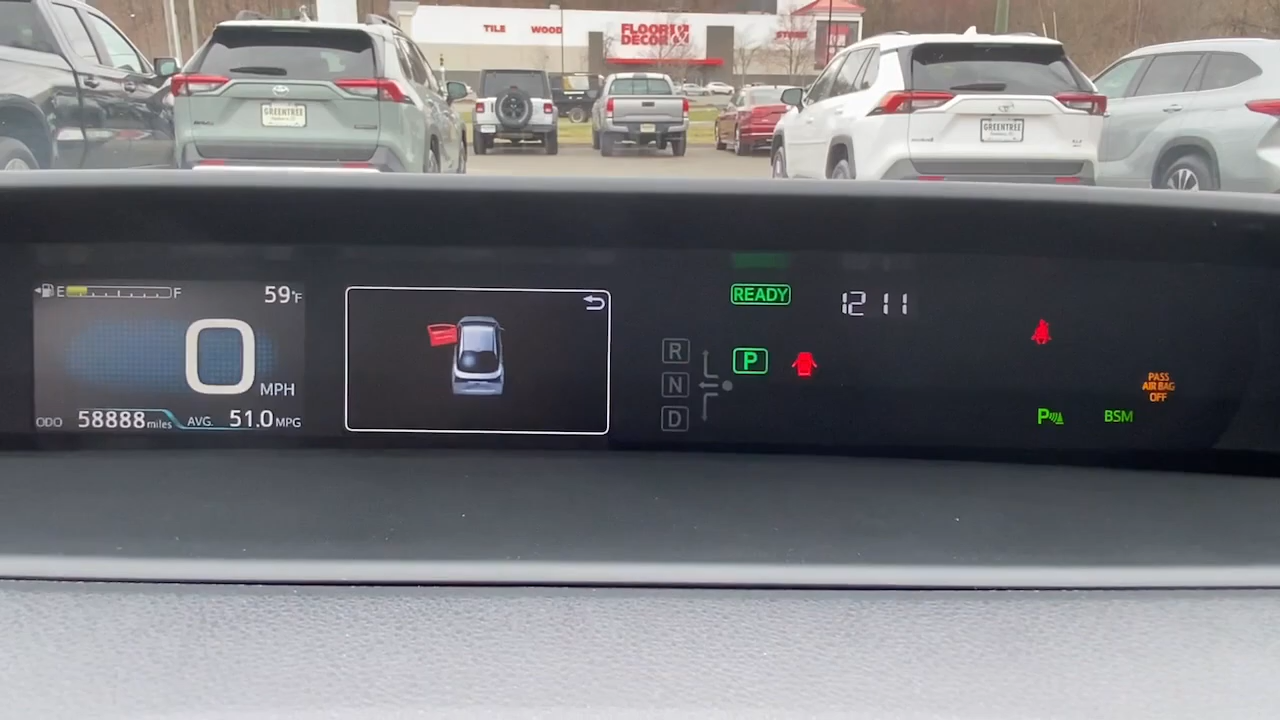 TILE
WOOD
FLOOR &
DECOR
STONE
GREENTREE
GREENTREE
E
F
59°F
0
MPH
ODO 58888 miles
AVG. 51.0 MPG
READY
12 11
R
N
D
P
PASS
AIR BAG
OFF
P
BSM